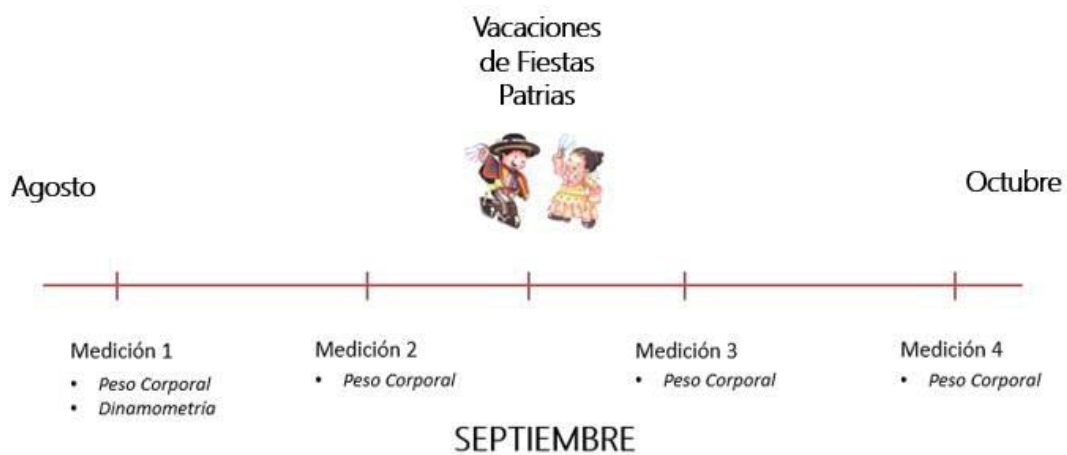 Vacaciones
de Fiestas
Patrias
Agosto
Octubre
Medición 1
• Peso Corporal
• Dinamometría
Medición 2
• Peso Corporal
Medición 3
• Peso Corporal
Medición 4
• Peso Corporal
SEPTIEMBRE